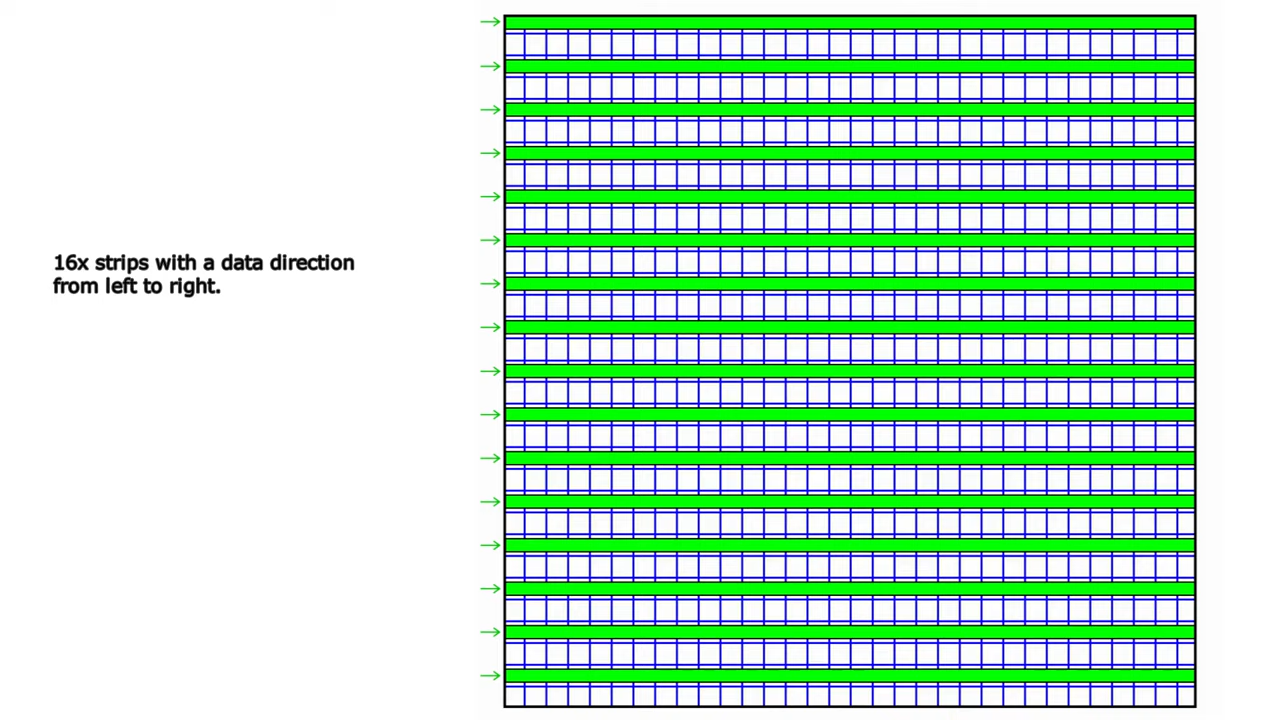 16x strips with a data direction
from left to right.